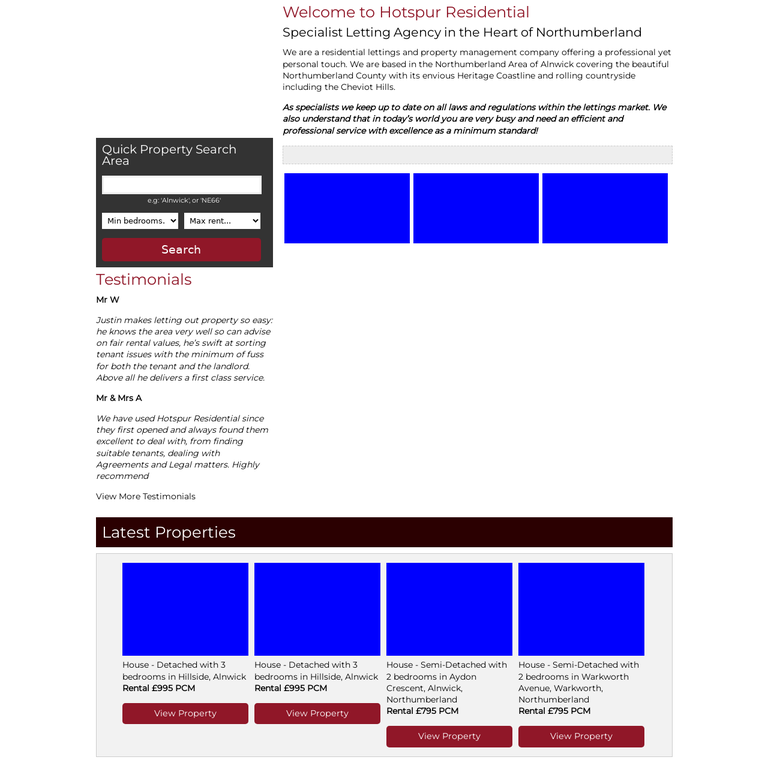 Welcome to Hotspur Residential
Specialist Letting Agency in the Heart of Northumberland
We are a residential lettings and property management company offering a professional yet
personal touch. We are based in the Northumberland Area of Alnwick covering the beautiful
Northumberland County with its envious Heritage Coastline and rolling countryside
including the Cheviot Hills.
As specialists we keep up to date on all laws and regulations within the lettings market. We
also understand that in today's world you are very busy and need an efficient and
professional service with excellence as a minimum standard!
Quick Property Search
Area
e.g: 'Alnwick', or 'NE66'
Min bedrooms.
Max rent...
Search
Testimonials
Mr W
Justin makes letting out property so easy:
he knows the area very well so can advise
on fair rental values, he's swift at sorting
tenant issues with the minimum of fuss
for both the tenant and the landlord.
Above all he delivers a first class service.
Mr & Mrs A
We have used Hotspur Residential since
they first opened and always found them
excellent to deal with, from finding
suitable tenants, dealing with
Agreements and Legal matters. Highly
recommend
View More Testimonials
Latest Properties
House - Detached with 3
bedrooms in Hillside, Alnwick
Rental £995 PCM
View Property
House - Detached with 3
bedrooms in Hillside, Alnwick
Rental £995 PCM
View Property
House - Semi-Detached with
2 bedrooms in Aydon
Crescent, Alnwick,
Northumberland
Rental £795 PCM
View Property
House - Semi-Detached with
2 bedrooms in Warkworth
Avenue, Warkworth,
Northumberland
Rental £795 PCM
View Property